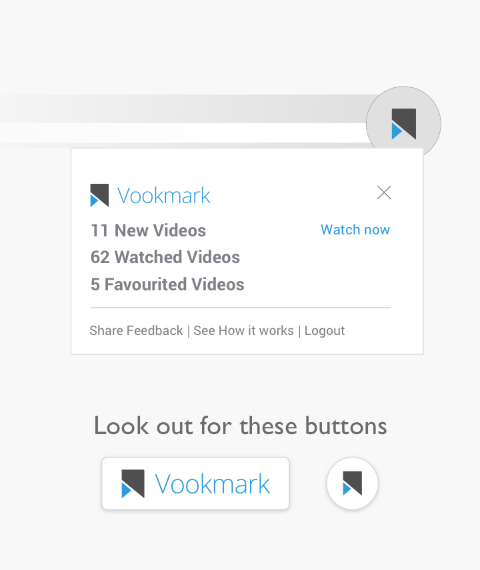 Vookmark
11 New Videos
Watch now
62 Watched Videos
5 Favourited Videos
Share Feedback | See How it works | Logout
Look out for these buttons
Vookmark